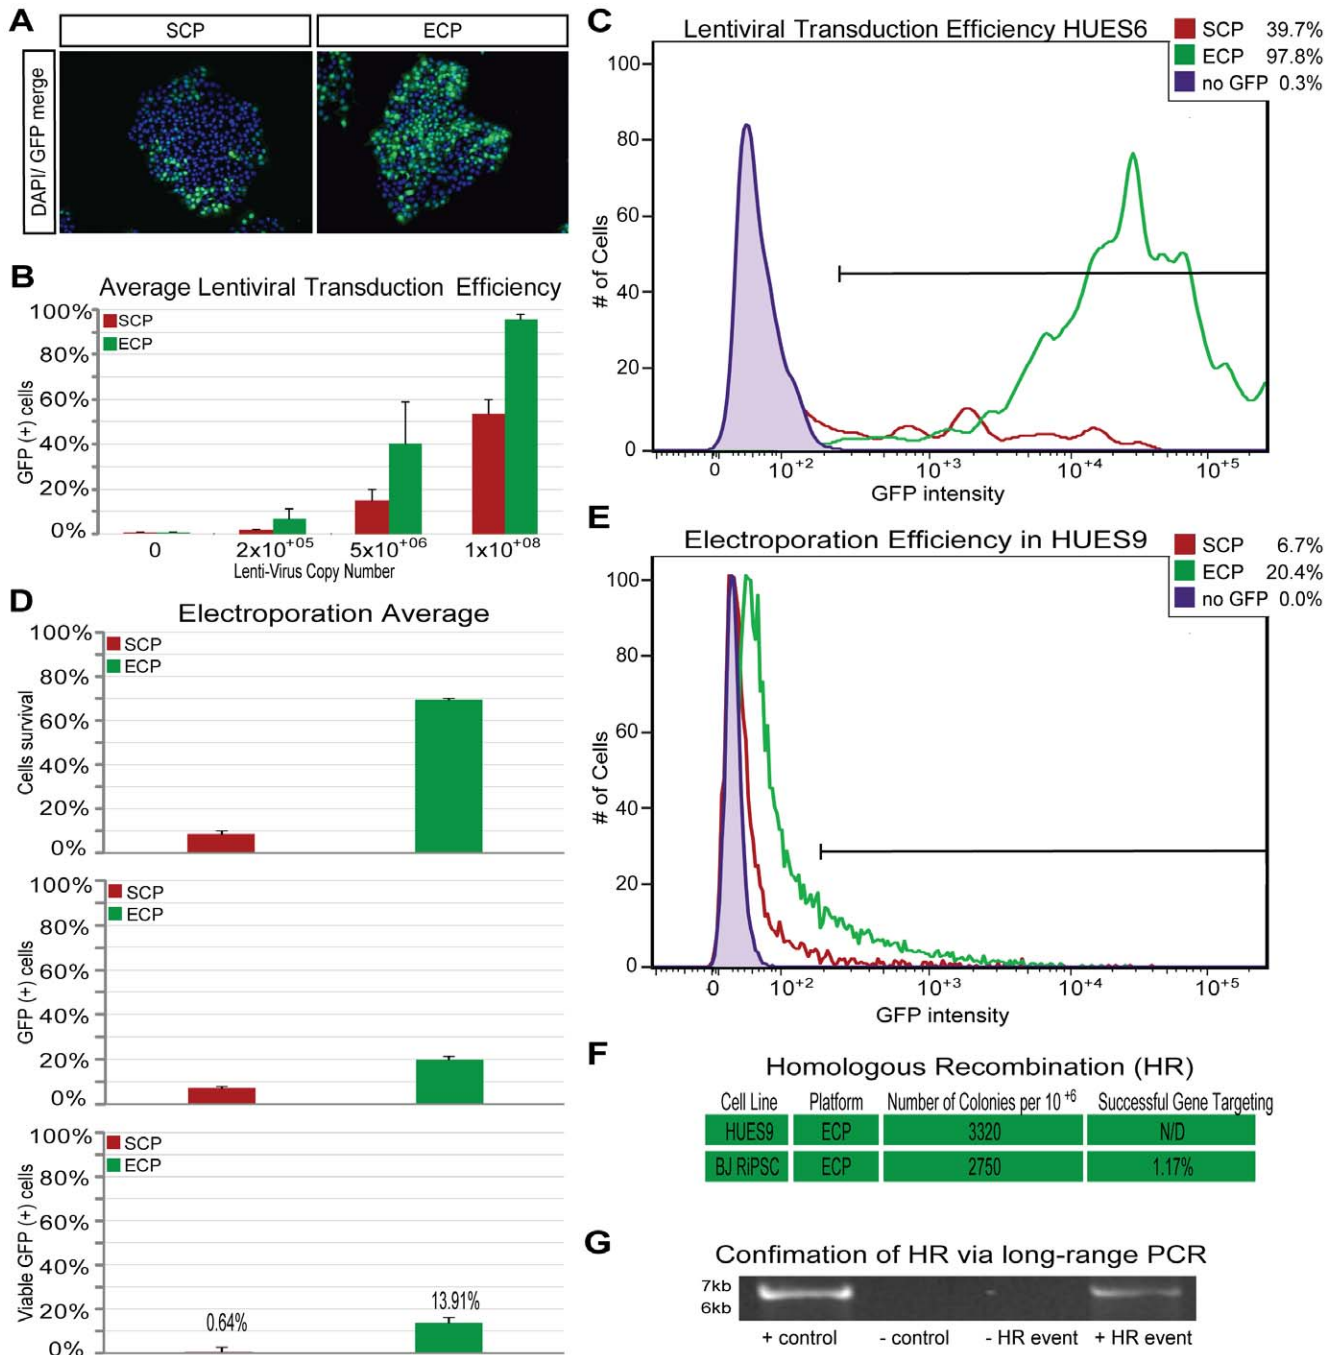 A
SCP
ECP
DAPI/ GFP merge
B
Average Lentiviral Transduction Efficiency
100%
80%
60%
40%
20%
0%
GFP (+) cells
SCP
ECP
0
2x10+05
5x10+06
1x10+08
Lenti-Virus Copy Number
C
Lentiviral Transduction Efficiency HUES6
SCP 39.7%
ECP 97.8%
no GFP 0.3%
100
80
60
40
20
0
# of Cells
0
10+2
10+3
10+4
10+5
GFP intensity
D
Electroporation Average
100%
80%
60%
40%
20%
0%
Cells survival
SCP
ECP
100%
80%
60%
40%
20%
0%
GFP (+) cells
SCP
ECP
100%
80%
60%
40%
20%
0%
Viable GFP (+) cells
SCP
ECP
0.64%
13.91%
E
Electroporation Efficiency in HUES9
SCP 6.7%
ECP 20.4%
no GFP 0.0%
100
80
60
40
20
0
# of Cells
0
10+2
10+3
10+4
10+5
GFP intensity
F
Homologous Recombination (HR)
Cell Line Platform Number of Colonies per 10 +6 Successful Gene Targeting
HUES9 ECP 3320 N/D
BJ RiPSC ECP 2750 1.17%
G
Confimation of HR via long-range PCR
7kb
6kb
+ control - control - HR event + HR event